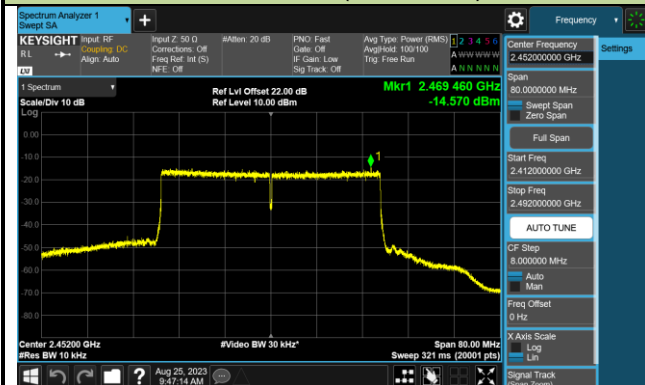 Spectrum Analyzer 1
Swept SA
+
Frequency
KEYSIGHT
RL
LXI
Input: RF
Coupling: DC
Align: Auto
Input Z: 50 Ω
Corrections: Off
Freq Ref: Int (S)
NFE: Off
#Atten: 20 dB
PNO: Fast
Gate: Off
IF Gain: Low
Sig Track: Off
Avg Type: Power (RMS)
Avg|Hold: 100/100
Trig: Free Run
1 2 3 4 5 6
A W W W W W
A N N N N N
Center Frequency
2.452000000 GHz
Settings
Span
80.0000000 MHz
Swept Span
Zero Span
Full Span
Start Freq
2.412000000 GHz
Stop Freq
2.492000000 GHz
AUTO TUNE
CF Step
8.000000 MHz
Auto
Man
Freq Offset
0 Hz
X Axis Scale
Log
Lin
Signal Track
(Span Zoom)
1 Spectrum
Scale/Div 10 dB
Log
Ref Lvl Offset 22.00 dB
Ref Level 10.00 dBm
Mkr1 2.469 460 GHz
-14.570 dBm
0.00
-10.0
1
-20.0
-30.0
-40.0
-50.0
-60.0
-70.0
-80.0
Center 2.45200 GHz
#Res BW 10 kHz
#Video BW 30 kHz*
Span 80.00 MHz
Sweep 321 ms (20001 pts)
?
Aug 25, 2023
9:47:14 AM